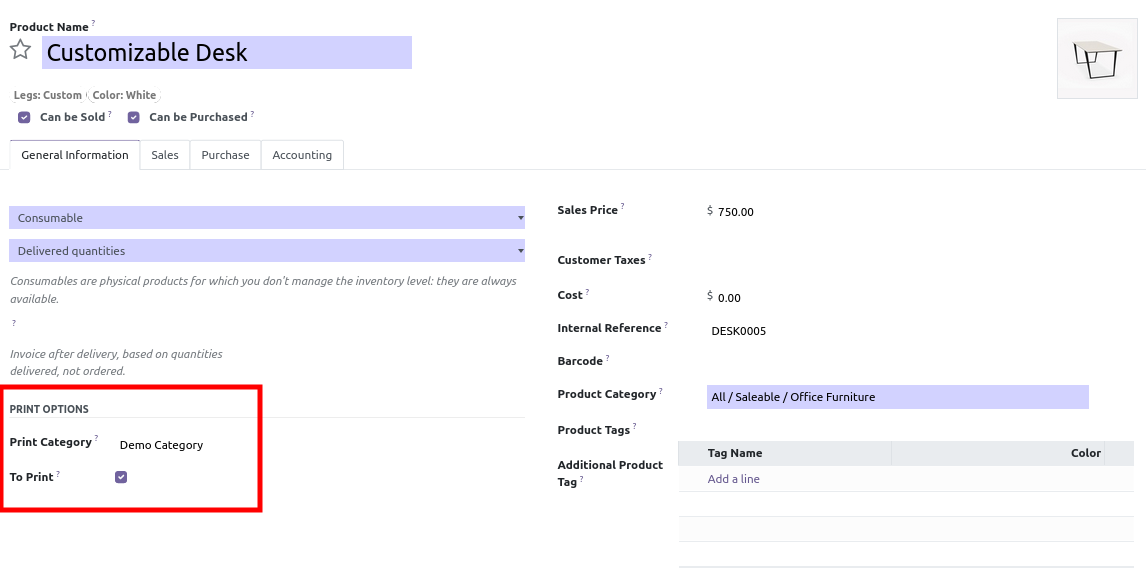 Product Name ?
Customizable Desk
Legs: Custom Color: White
Can be Sold ? Can be Purchased ?
General Information Sales Purchase Accounting
Consumable
Delivered quantities
Consumables are physical products for which you don't manage the inventory level: they are always
available.
?
Invoice after delivery, based on quantities
delivered, not ordered.
PRINT OPTIONS
Print Category ? Demo Category
To Print ?
Sales Price ? $ 750.00
Customer Taxes ?
Cost ? $ 0.00
Internal Reference ? DESK0005
Barcode ?
Product Category ? All / Saleable / Office Furniture
Product Tags ?
Additional Product
Tag ?
Tag Name Color
Add a line